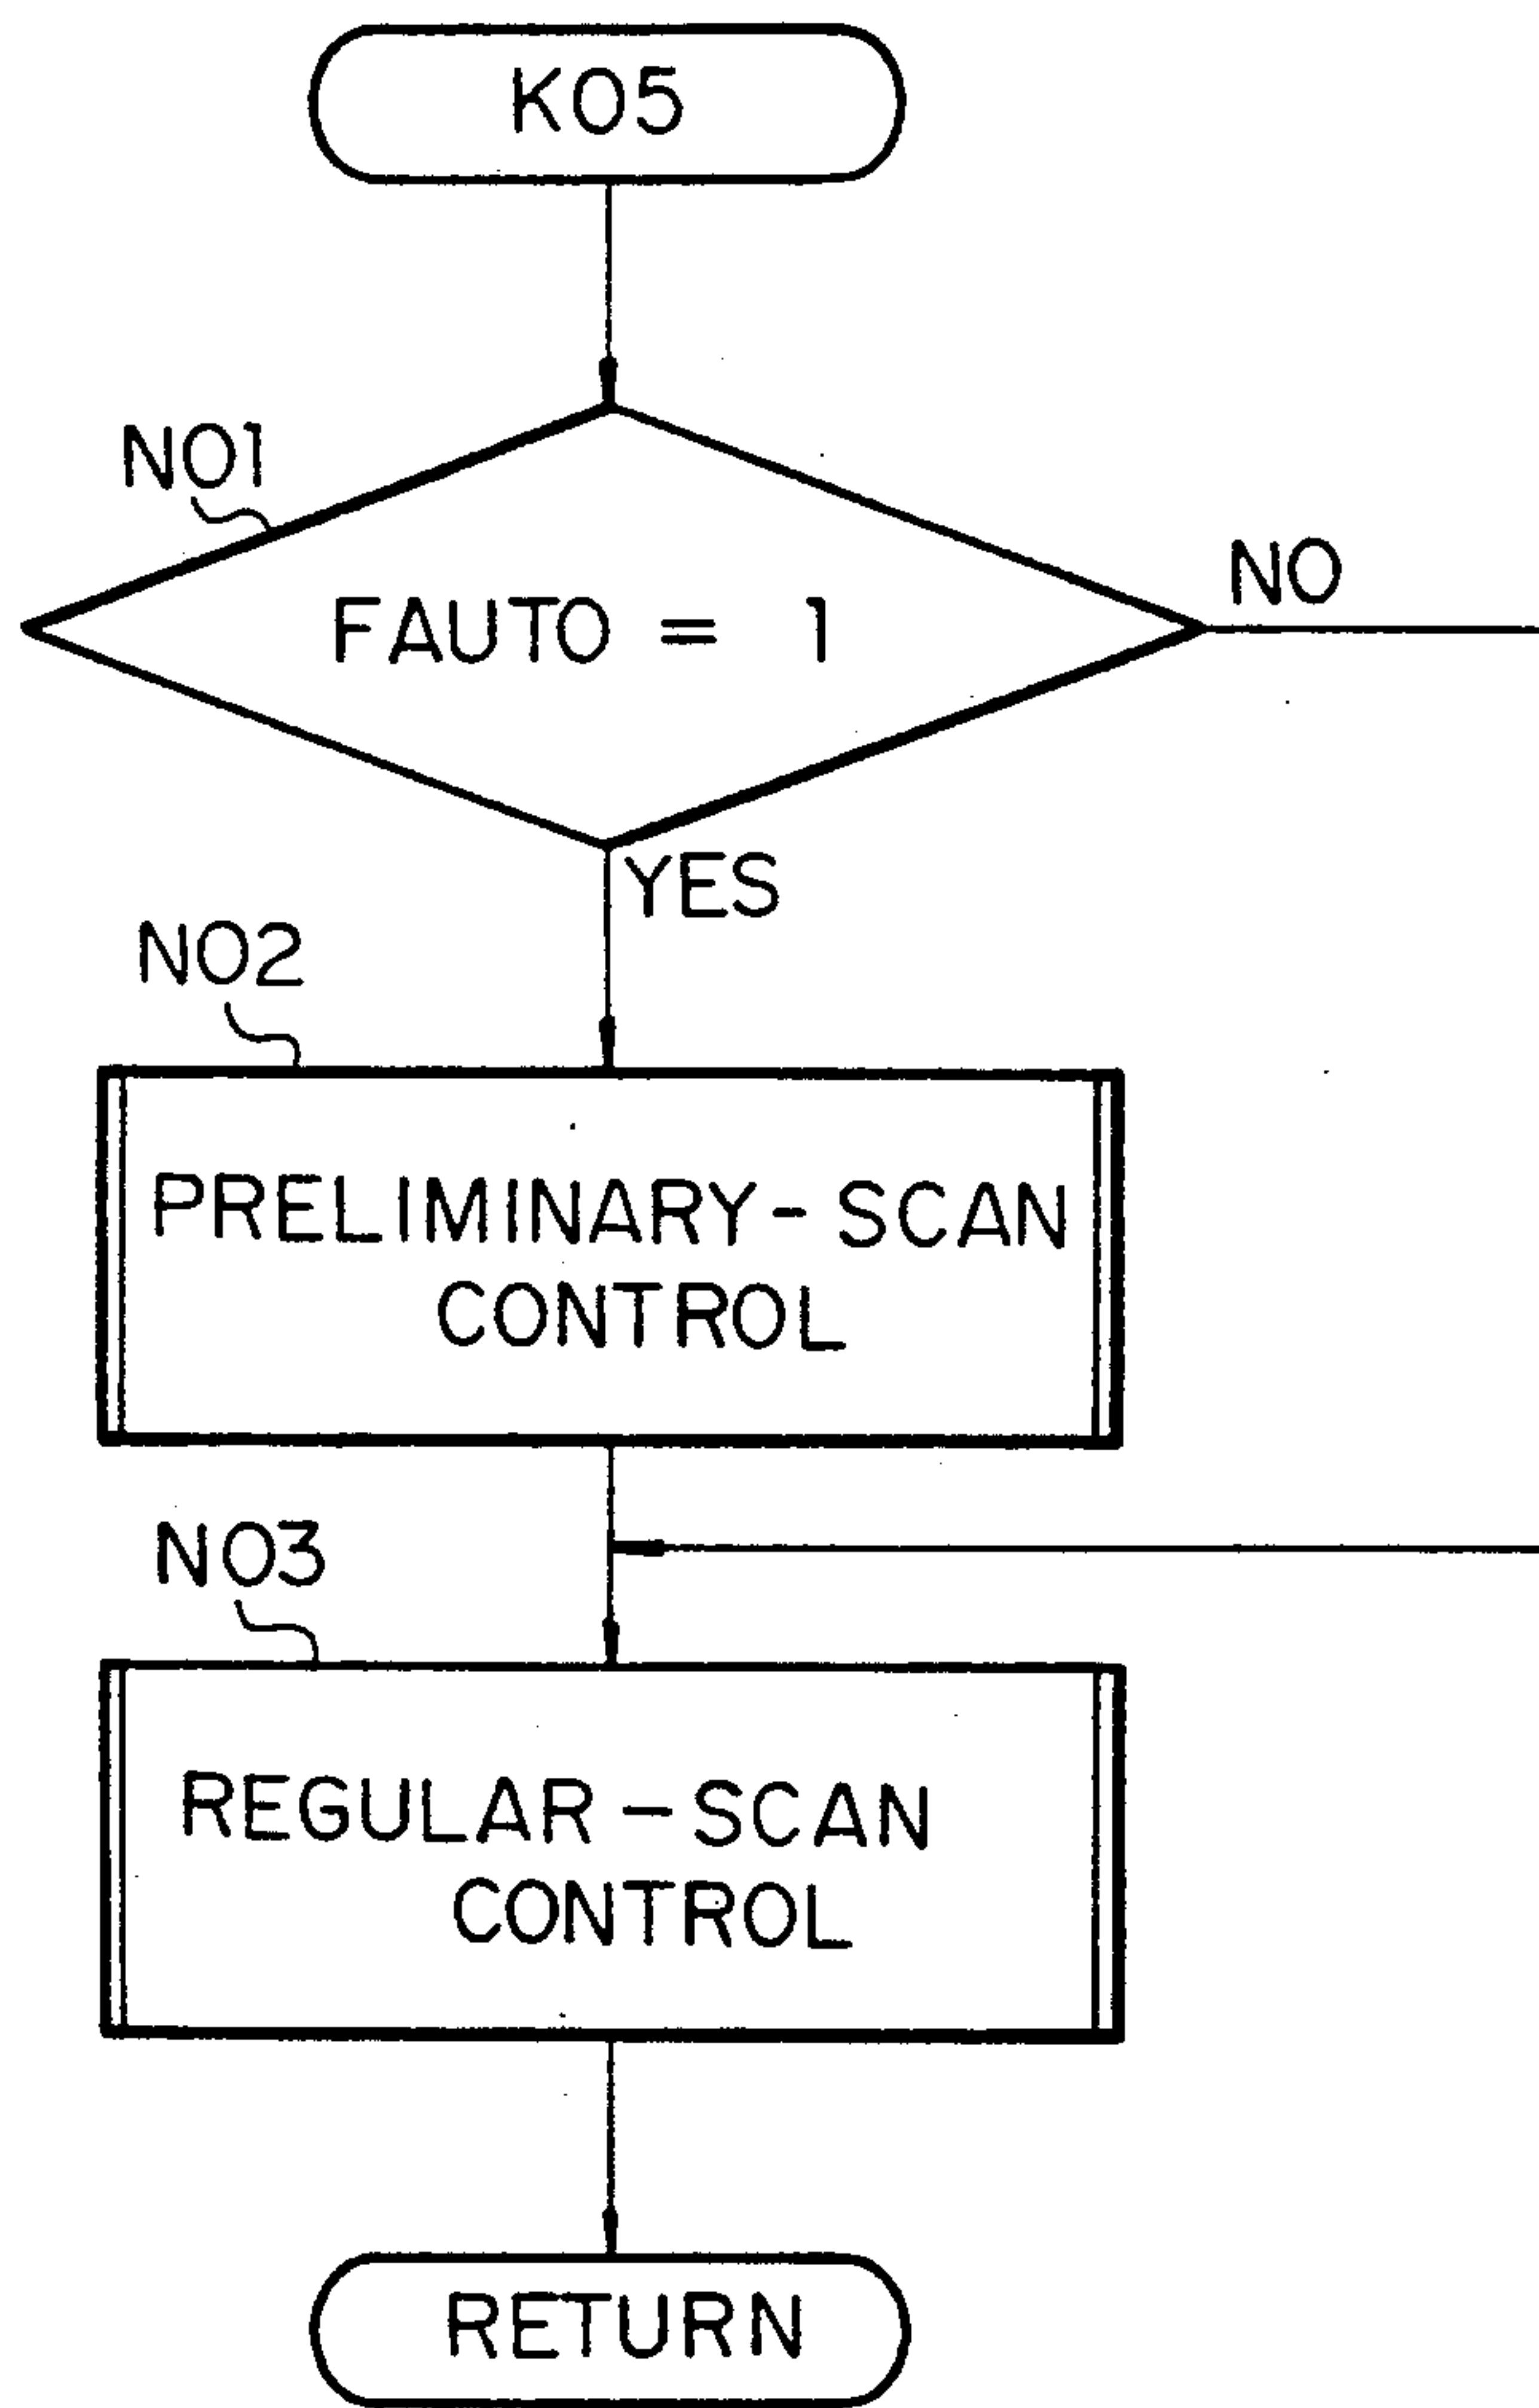 K05
N01
NO
FAUTO = 1
YES
N02
PRELIMINARY-SCAN
CONTROL
N03
REGULAR-SCAN
CONTROL
RETURN